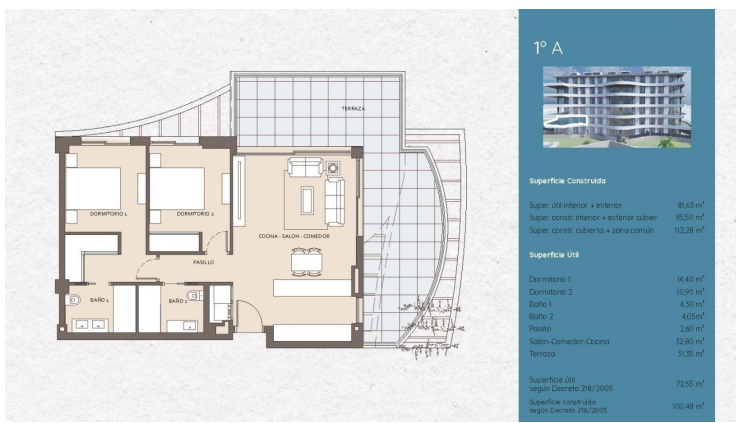 1º A
TERRAZA
DORMITORIO 1
DORMITORIO 2
COCINA - SALON - COMEDOR
PASILLO
BAÑO 1
BAÑO 2
Superficie Construida
Super útil interior + exterior 81,63 m²
Super constr interior + exterior cubier 95,50 m²
Super constr cubierta + zona común 112,28 m²
Superficie Útil
Dormitorio 1 14,40 m²
Dormitorio 2 10,90 m²
Baño 1 4,30 m²
Baño 2 4,05m²
Pasillo 2,60 m²
Salón-Comedor-Cocina 32,80 m²
Terraza 31,35 m²
Superficie útil
según Decreto 218/2005 72,55 m²
Superficie construida
según Decreto 218/2005 100,48 m²